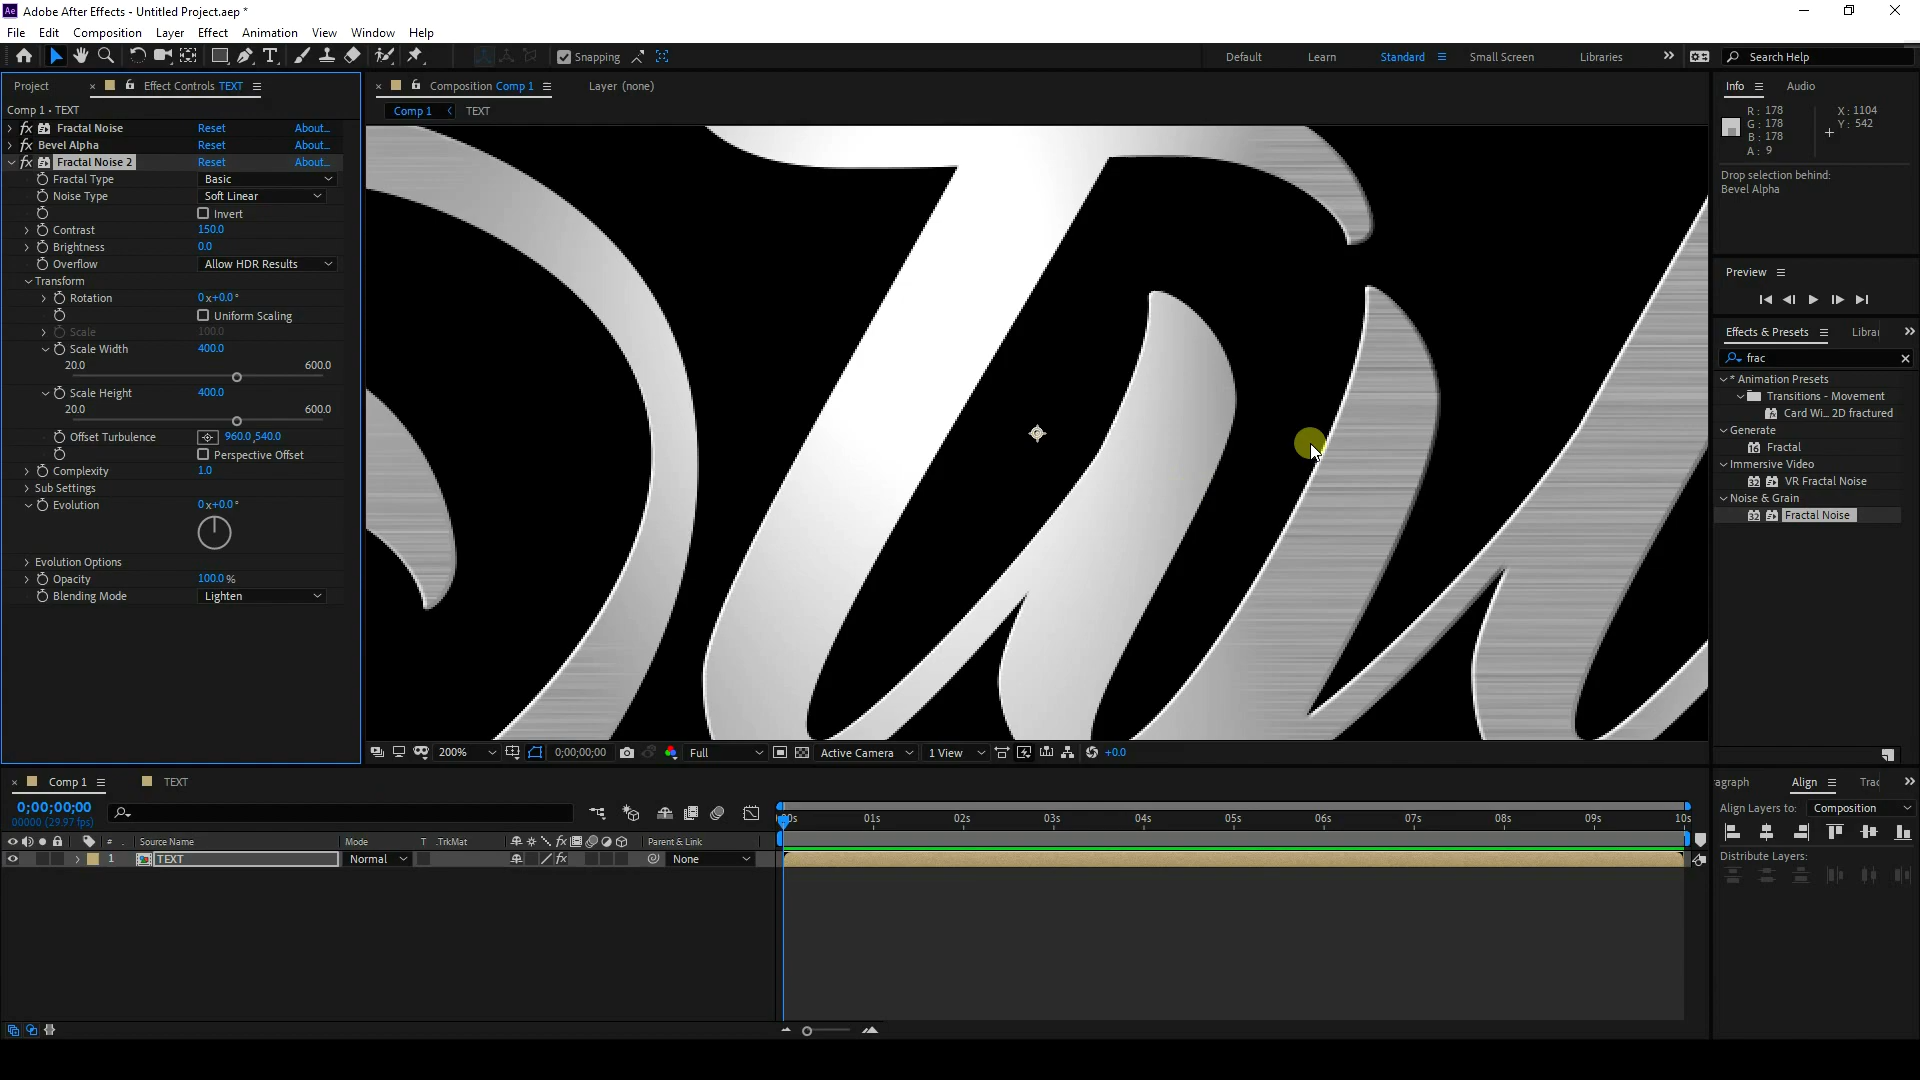 Adobe After Effects - Untitled Project.aep *
File Edit Composition Layer Effect Animation View Window Help
Snapping Default Learn Standard Small Screen Libraries Search Help
Project Effect Controls TEXT
Comp 1 • TEXT
Fractal Noise Reset About...
Bevel Alpha Reset About...
Fractal Noise 2 Reset About...
Fractal Type Basic
Noise Type Soft Linear
Invert
Contrast 150.0
Brightness 0.0
Overflow Allow HDR Results
Transform
Rotation 0x+0.0°
Uniform Scaling
Scale 100.0
Scale Width 400.0
20.0 600.0
Scale Height 400.0
20.0 600.0
Offset Turbulence 960.0,540.0
Perspective Offset
Complexity 1.0
Sub Settings
Evolution 0x+0.0°
Evolution Options
Opacity 100.0 %
Blending Mode Lighten
Composition Comp 1 Layer (none)
Comp 1 TEXT
200% 0;00;00;00 Full Active Camera 1 View +0.0
Info Audio
R: 178 X: 1104
G: 178 Y: 542
B: 178
A: 9
Drop selection behind:
Bevel Alpha
Preview
Effects & Presets Librar
frac
* Animation Presets
Transitions - Movement
Card Wi... 2D fractured
Generate
Fractal
Immersive Video
VR Fractal Noise
Noise & Grain
Fractal Noise
Comp 1 TEXT
0;00;00;00
00000 (29.97 fps)
Source Name Mode T .TrkMat Parent & Link
1 TEXT Normal None
00s 01s 02s 03s 04s 05s 06s 07s 08s 09s 10s
ragraph Align Trac
Align Layers to: Composition
Distribute Layers: